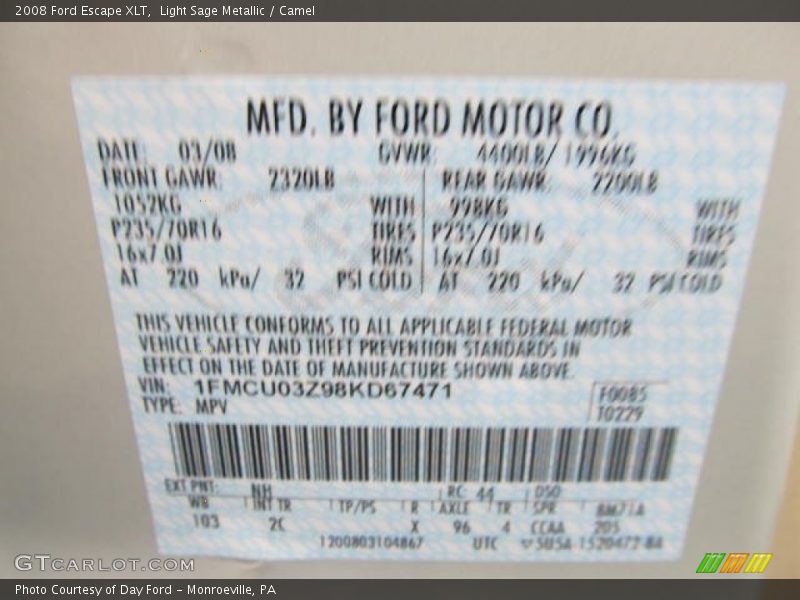 2008 Ford Escape XLT,  Light Sage Metallic / Camel
MFD. BY FORD MOTOR CO.
DATE: 03/08 GVWR: 4400LB/ 1996KG
FRONT GAWR: 2320LB REAR GAWR: 2200LB
1052KG WITH 998KG WITH
P235/70R16 TIRES P235/70R16 TIRES
16x7.0J RIMS 16x7.0J RIMS
AT 220 kPa/ 32 PSI COLD AT 220 kPa/ 32 PSI COLD
THIS VEHICLE CONFORMS TO ALL APPLICABLE FEDERAL MOTOR
VEHICLE SAFETY AND THEFT PREVENTION STANDARDS IN
EFFECT ON THE DATE OF MANUFACTURE SHOWN ABOVE.
VIN: 1FMCU03Z98KD67471
F0085
TYPE: MPV T0229
EXT PNT: NH RC: 44 DSO:
WB INT TR TP/PS R AXLE TR SPR
103 2C X 96 4 CCAA 205
1200803104867 UTC
GTCARLOT.COM
Photo Courtesy of Day Ford – Monroeville, PA